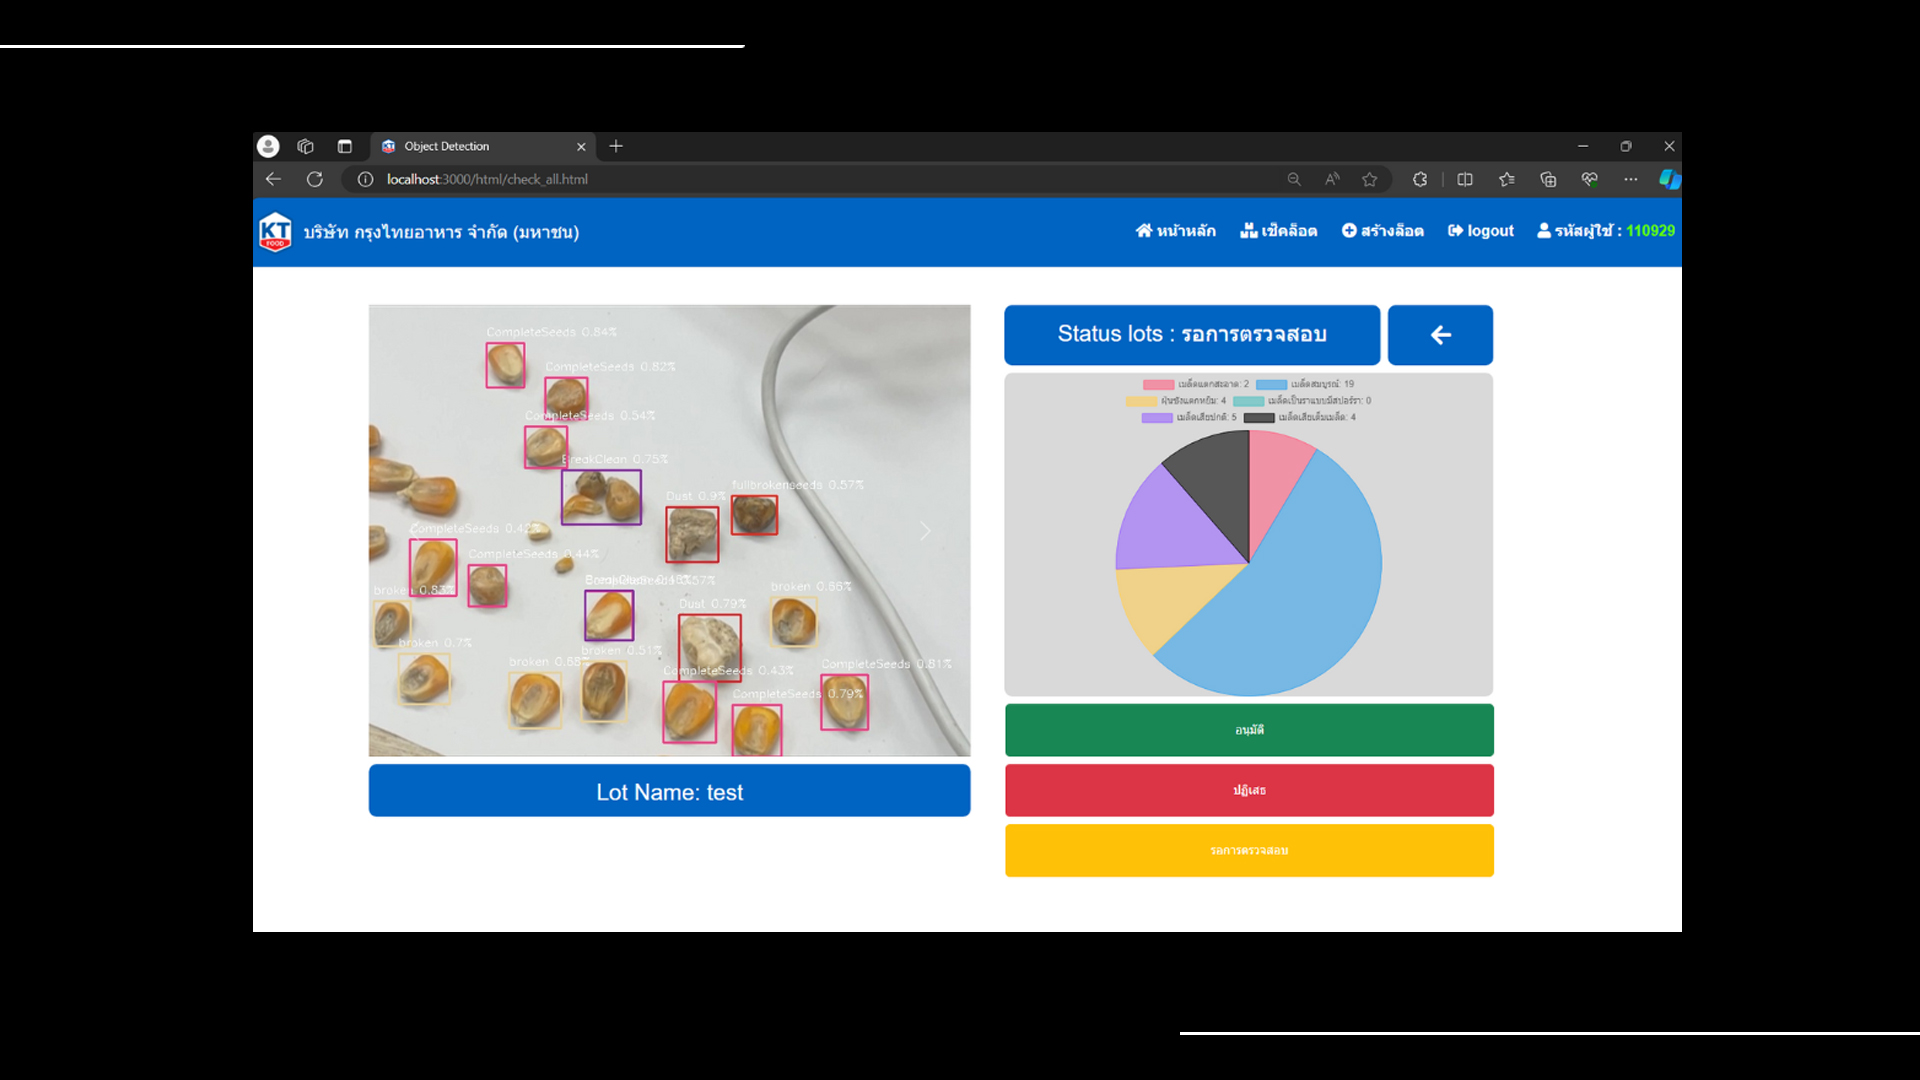 Object Detection
localhost:3000/html/check_all.html
KT FOOD บริษัท กรุงไทยอาหาร จำกัด (มหาชน)
หน้าหลัก เช็คล็อต สร้างล็อต logout รหัสผู้ใช้ : 110929
CompleteSeeds 0.84%
CompleteSeeds 0.82%
CompleteSeeds 0.54%
BreakClean 0.75%
fullbrokenseeds 0.57%
Dust 0.9%
CompleteSeeds 0.42%
CompleteSeeds 0.44%
broken 0.83%
broken 0.66%
Dust 0.79%
broken 0.7%
broken 0.51%
broken 0.68%
CompleteSeeds 0.43%
CompleteSeeds 0.81%
CompleteSeeds 0.79%
Lot Name: test
Status lots : รอการตรวจสอบ
เมล็ดแตกสะอาด: 2 เมล็ดสมบูรณ์: 19
ฝุ่นซังแตกหยิบ: 4 เมล็ดเป็นราแบบมีสปอร์รา: 0
เมล็ดเสียปกติ: 5 เมล็ดเสียเต็มเมล็ด: 4
อนุมัติ
ปฏิเสธ
รอการตรวจสอบ